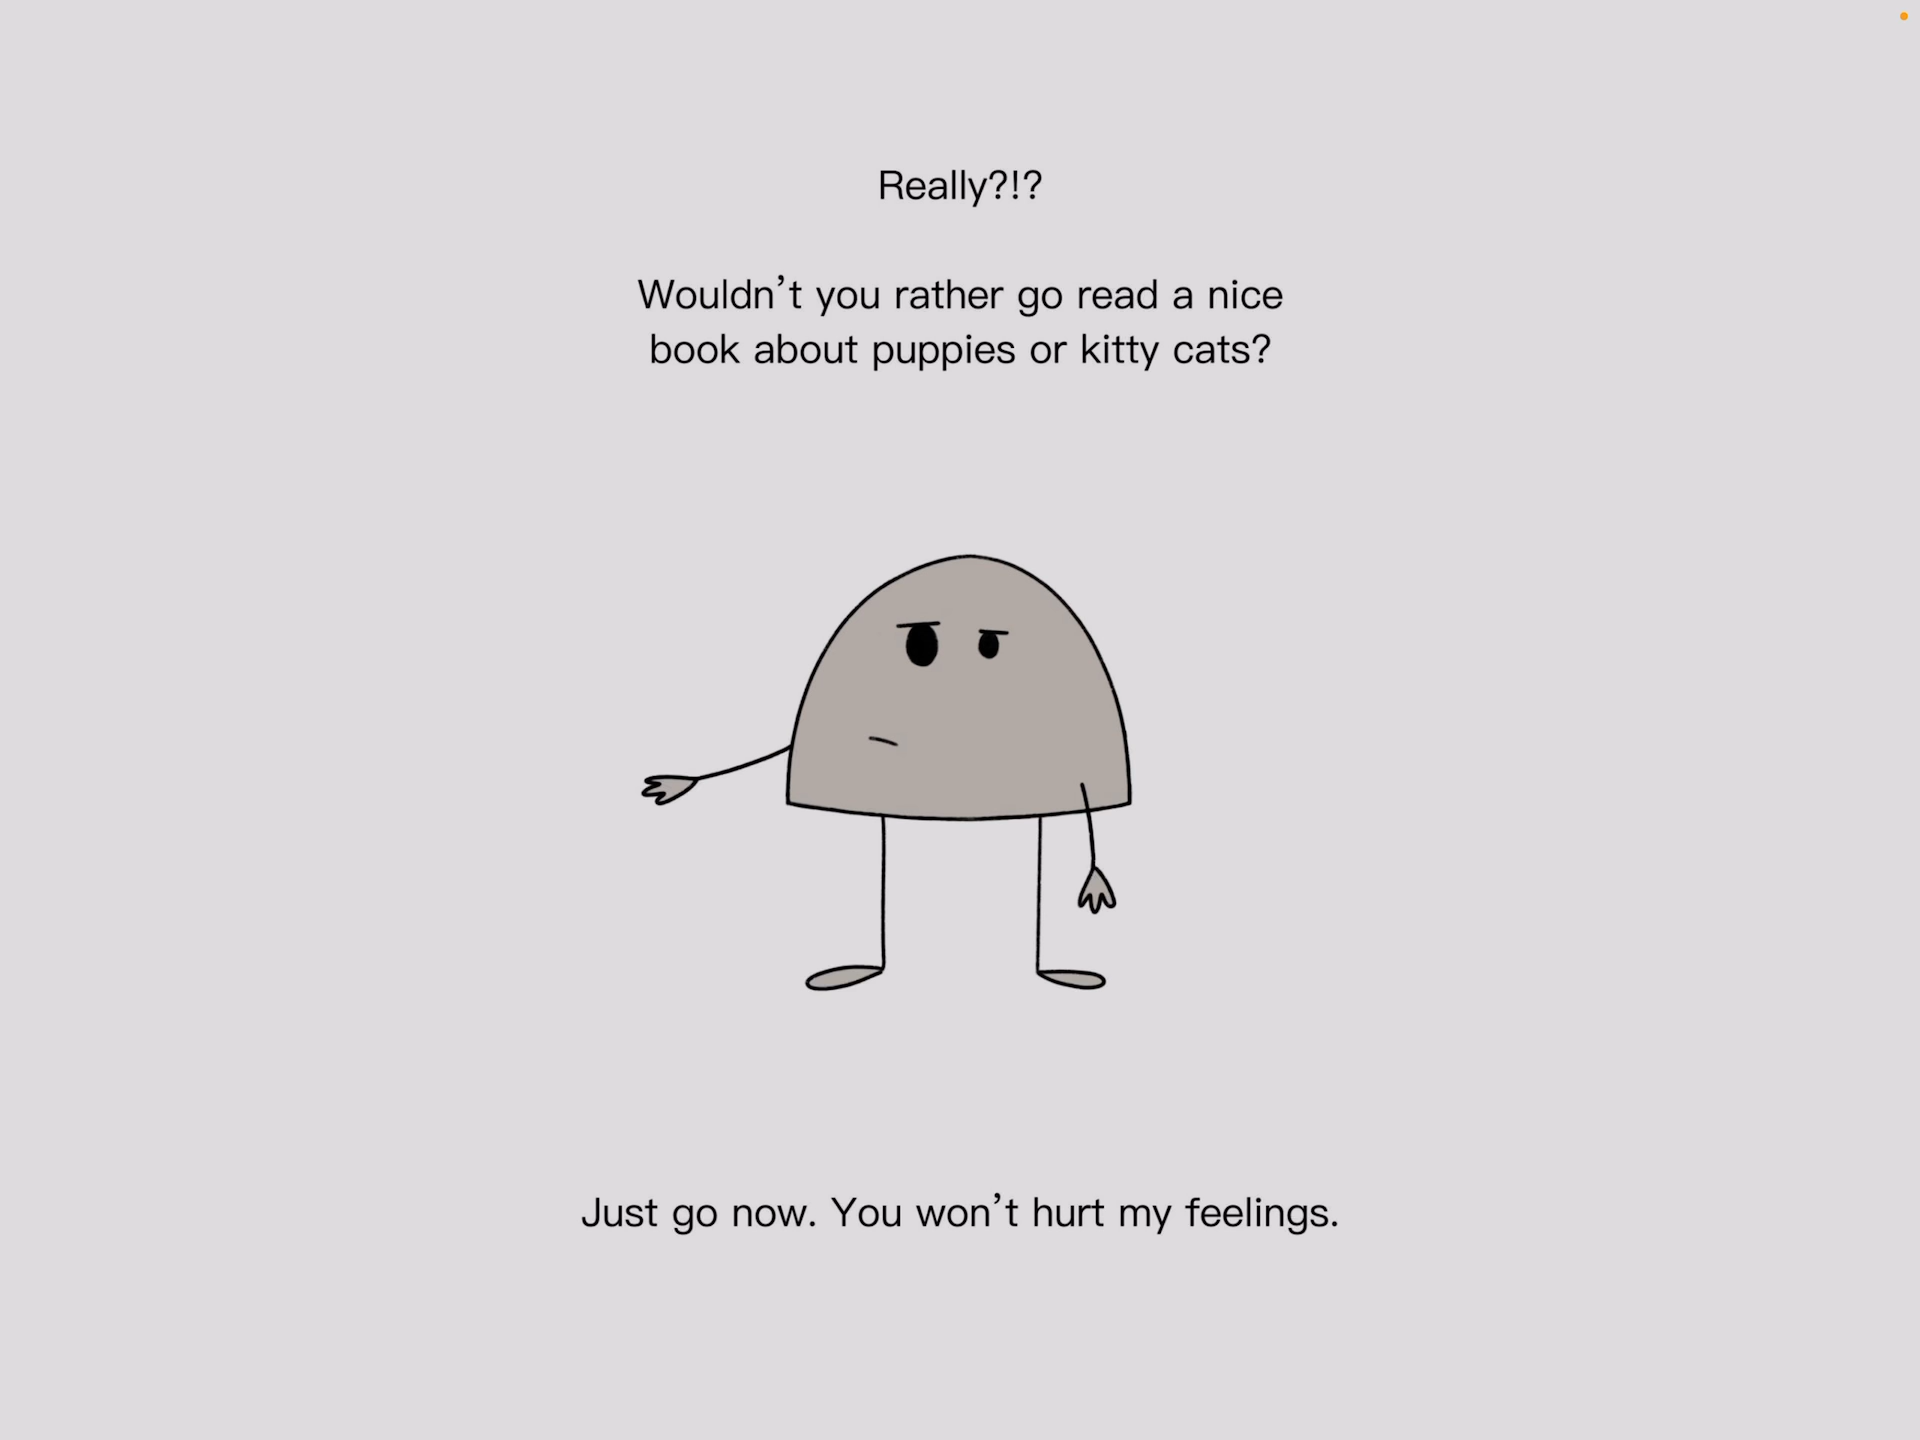 Really?!?
Wouldn’t you rather go read a nice
book about puppies or kitty cats?
Just go now. You won’t hurt my feelings.